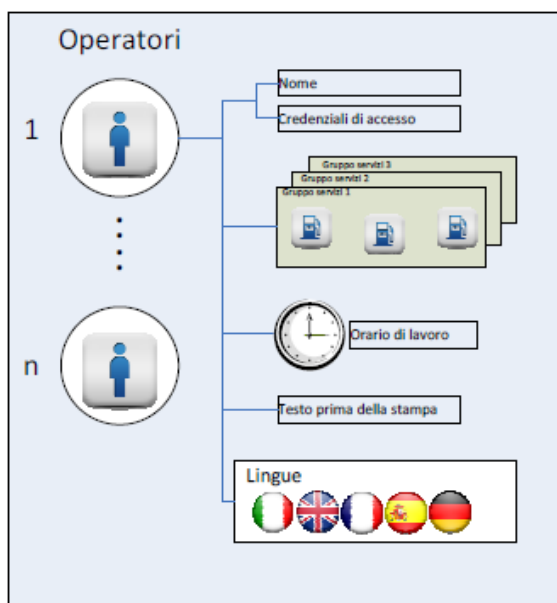 Operatori
1
Nome
Credenziali di accesso
Gruppo servizi 3
Gruppo servizi 2
Gruppo servizi 1
n
Orario di lavoro
Testo prima della stampa
Lingue